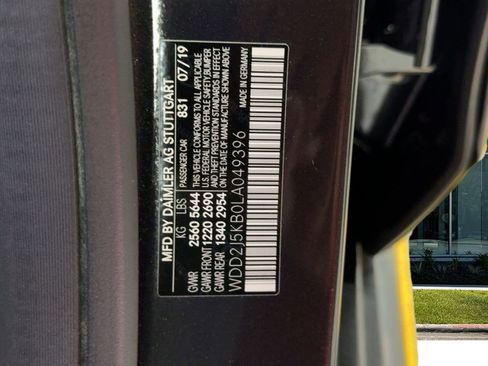 MFD BY DAIMLER AG STUTTGART
KG LBS PASSENGER CAR 831 07/19
GVWR 2560 5644 THIS VEHICLE CONFORMS TO ALL APPLICABLE
GAWR FRONT 1220 2690 U.S. FEDERAL MOTOR VEHICLE SAFETY, BUMPER
GAWR REAR 1340 2954 AND THEFT PREVENTION STANDARDS IN EFFECT
ON THE DATE OF MANUFACTURE SHOWN ABOVE
WDD2J5KB0LA049396 MADE IN GERMANY